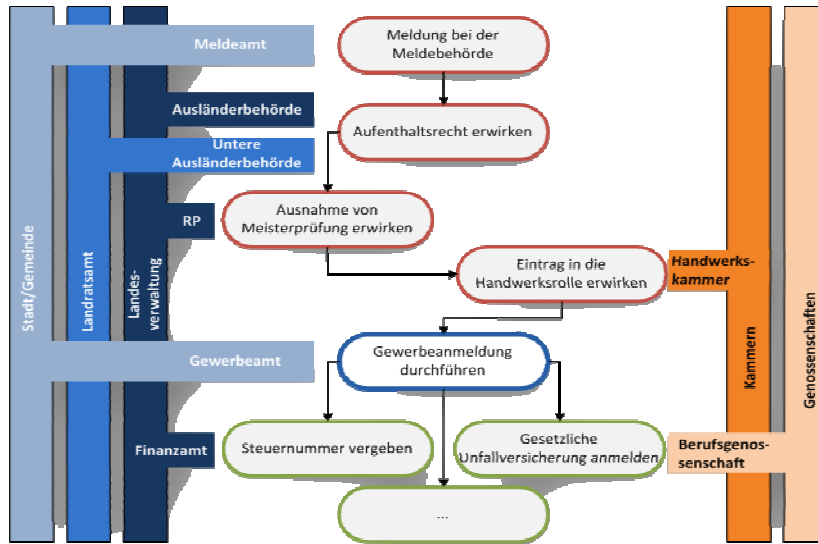 Meldeamt
Meldung bei der
Meldebehörde
Ausländerbehörde
Aufenthaltsrecht erwirken
Untere
Ausländerbehörde
RP
Ausnahme von
Meisterprüfung erwirken
Eintrag in die
Handwerksrolle erwirken
Handwerks-
kammer
Stadt/Gemeinde
Landratsamt
Landes-
verwaltung
Kammern
Genossenschaften
Gewerbeamt
Gewerbeanmeldung
durchführen
Finanzamt
Steuernummer vergeben
Gesetzliche
Unfallversicherung anmelden
Berufsgenos-
senschaft
...